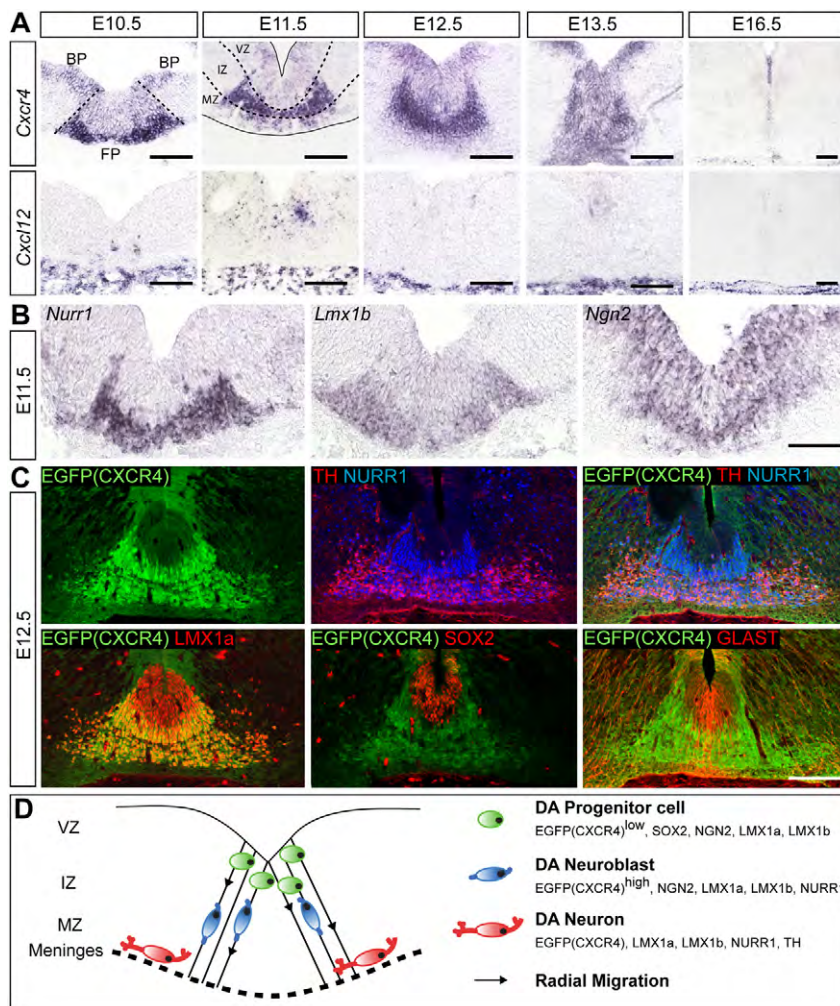 A
E10.5 E11.5 E12.5 E13.5 E16.5
Cxcr4
BP BP
FP
VZ
IZ
MZ
Cxcl12
B
E11.5
Nurr1 Lmx1b Ngn2
C
E12.5
EGFP(CXCR4) TH NURR1 EGFP(CXCR4) TH NURR1
EGFP(CXCR4) LMX1a EGFP(CXCR4) SOX2 EGFP(CXCR4) GLAST
D
VZ
IZ
MZ
Meninges
DA Progenitor cell
EGFP(CXCR4)low, SOX2, NGN2, LMX1a, LMX1b
DA Neuroblast
EGFP(CXCR4)high, NGN2, LMX1a, LMX1b, NURR1
DA Neuron
EGFP(CXCR4), LMX1a, LMX1b, NURR1, TH
Radial Migration